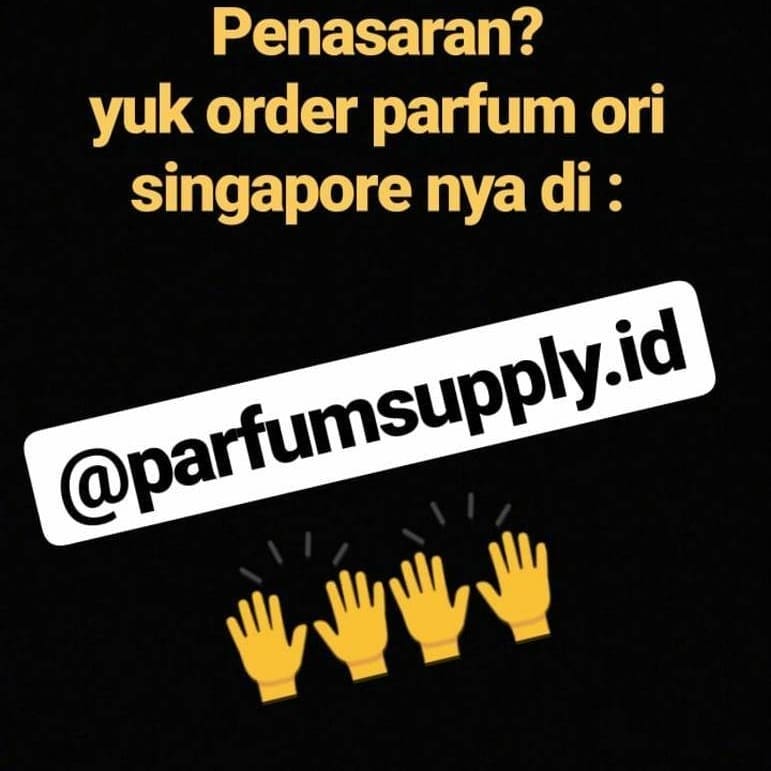 Penasaran?
yuk order parfum ori
singapore nya di :
@parfumsupply.id